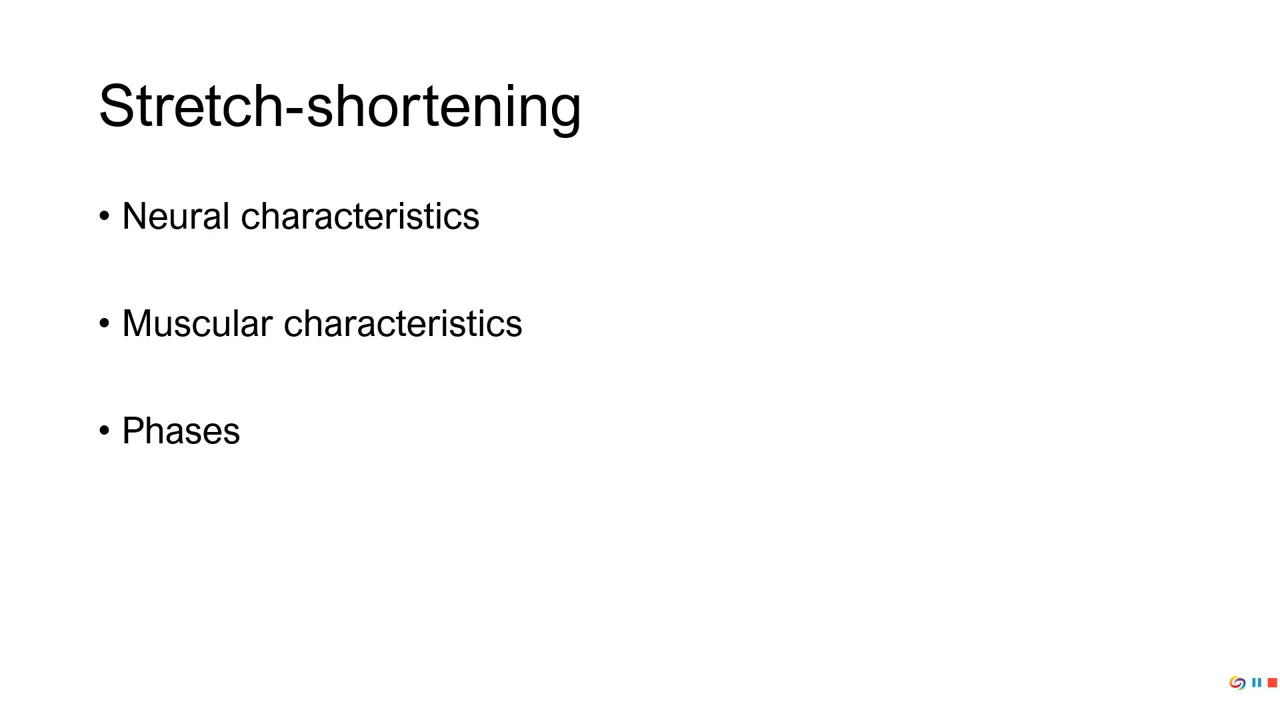 Stretch-shortening
• Neural characteristics
• Muscular characteristics
• Phases